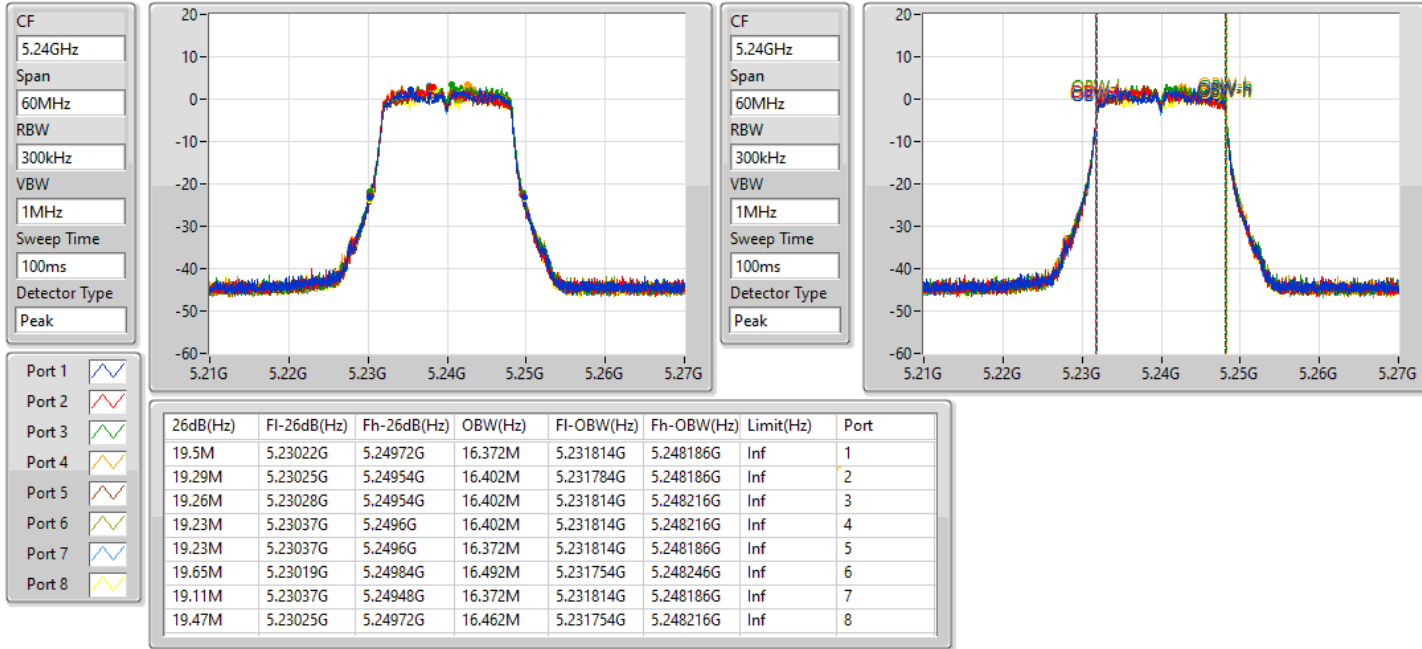 CF
5.24GHz
Span
60MHz
RBW
300kHz
VBW
1MHz
Sweep Time
100ms
Detector Type
Peak
20
10
0
-10
-20
-30
-40
-50
-60
5.21G 5.22G 5.23G 5.24G 5.25G 5.26G 5.27G
CF
5.24GHz
Span
60MHz
RBW
300kHz
VBW
1MHz
Sweep Time
100ms
Detector Type
Peak
20
10
0
-10
-20
-30
-40
-50
-60
OBW-h
5.21G 5.22G 5.23G 5.24G 5.25G 5.26G 5.27G
Port 1
Port 2
Port 3
Port 4
Port 5
Port 6
Port 7
Port 8
26dB(Hz) Fl-26dB(Hz) Fh-26dB(Hz) OBW(Hz) Fl-OBW(Hz) Fh-OBW(Hz) Limit(Hz) Port
19.5M 5.23022G 5.24972G 16.372M 5.231814G 5.248186G Inf 1
19.29M 5.23025G 5.24954G 16.402M 5.231784G 5.248186G Inf 2
19.26M 5.23028G 5.24954G 16.402M 5.231814G 5.248216G Inf 3
19.23M 5.23037G 5.2496G 16.402M 5.231814G 5.248216G Inf 4
19.23M 5.23037G 5.2496G 16.372M 5.231814G 5.248186G Inf 5
19.65M 5.23019G 5.24984G 16.492M 5.231754G 5.248246G Inf 6
19.11M 5.23037G 5.24948G 16.372M 5.231814G 5.248186G Inf 7
19.47M 5.23025G 5.24972G 16.462M 5.231754G 5.248216G Inf 8